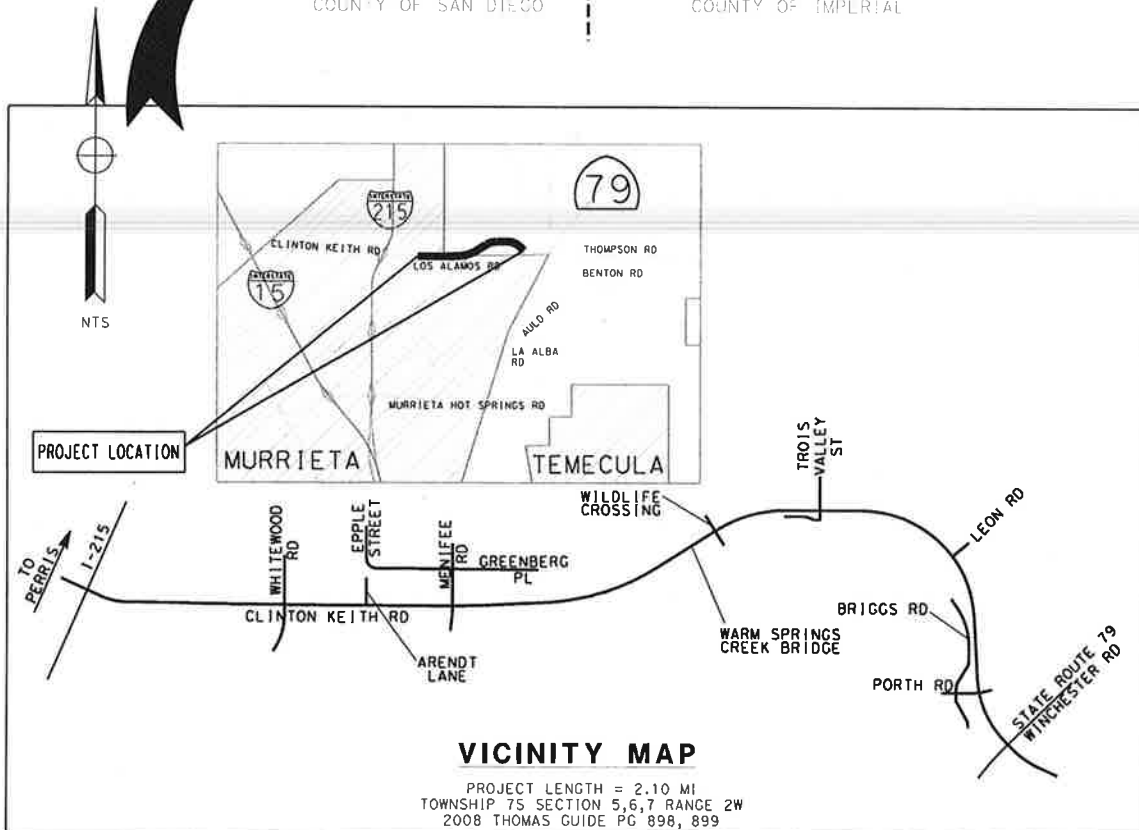 COUNTY OF SAN DIEGO
COUNTY OF IMPERIAL
NTS
INTERSTATE
215
79
CLINTON KEITH RD
LOS ALAMOS RD
THOMPSON RD
BENTON RD
INTERSTATE
15
AULD RD
LA ALBA
RD
MURRIETA HOT SPRINGS RD
PROJECT LOCATION
MURRIETA
TEMECULA
TO
PERRIS
I-215
WHITEWOOD
RD
EPPLE
STREET
MENIFEE
RD
GREENBERG
PL
CLINTON KEITH RD
ARENDT
LANE
WILDLIFE
CROSSING
TROIS
VALLEY
ST
LEON RD
WARM SPRINGS
CREEK BRIDGE
BRIGGS RD
PORTH RD
STATE ROUTE 79
WINCHESTER RD
VICINITY MAP
PROJECT LENGTH = 2.10 MI
TOWNSHIP 7S SECTION 5,6,7 RANGE 2W
2008 THOMAS GUIDE PG 898, 899